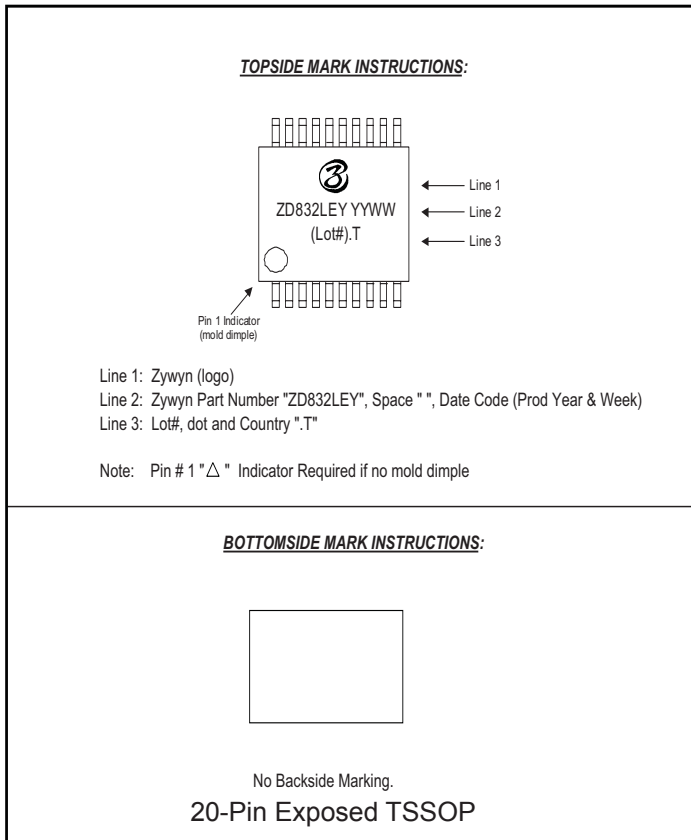 TOPSIDE MARK INSTRUCTIONS:
ZD832LEY YYWW
(Lot#).T
Line 1
Line 2
Line 3
Pin 1 Indicator
(mold dimple)
Line 1: Zywyn (logo)
Line 2: Zywyn Part Number "ZD832LEY", Space " ", Date Code (Prod Year & Week)
Line 3: Lot#, dot and Country ".T"
Note: Pin # 1 "△ " Indicator Required if no mold dimple
BOTTOMSIDE MARK INSTRUCTIONS:
No Backside Marking.
20-Pin Exposed TSSOP